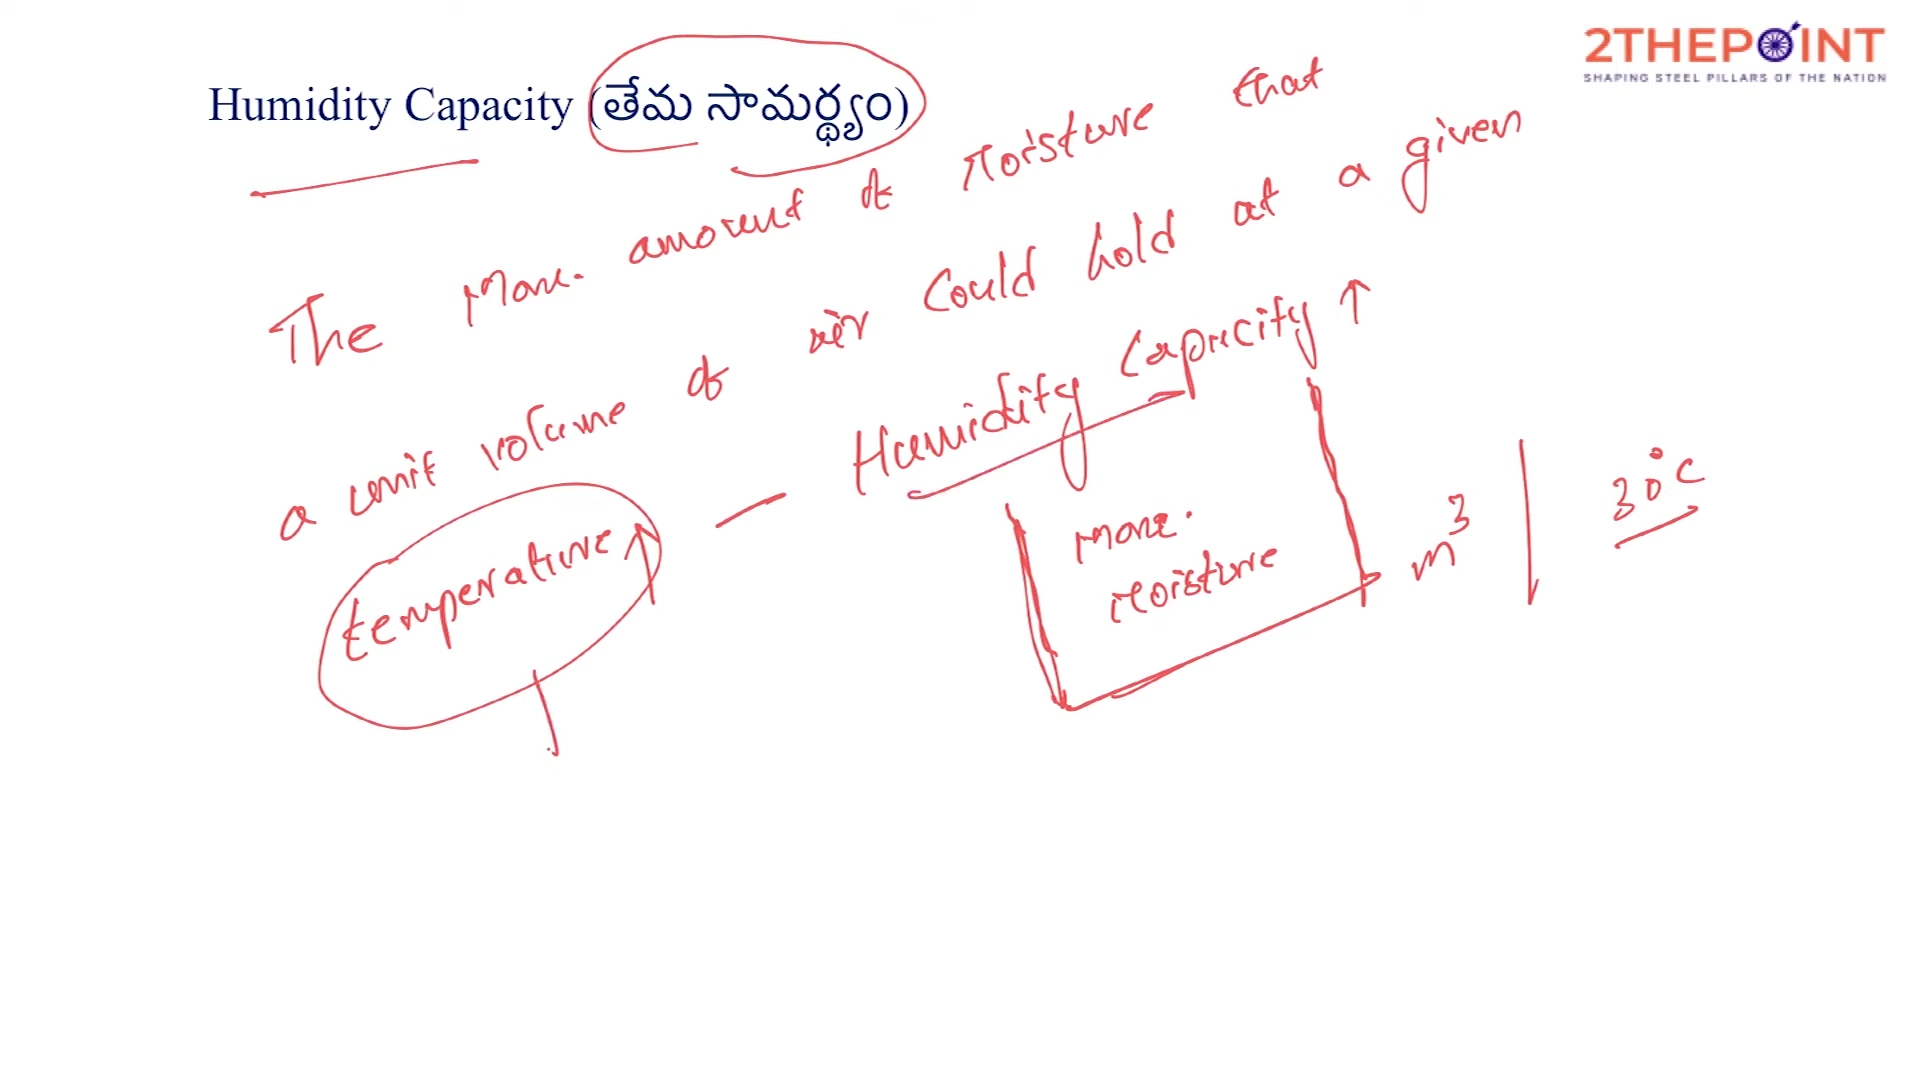 2THEPOINT
SHAPING STEEL PILLARS OF THE NATION
Humidity Capacity (తేమ సామర్థ్యం)
The Max. amount of Moisture that
a unit volume of air could hold at a given
temperature ↑ — Humidity Capacity ↑
Max.
Moisture
m³
30°C